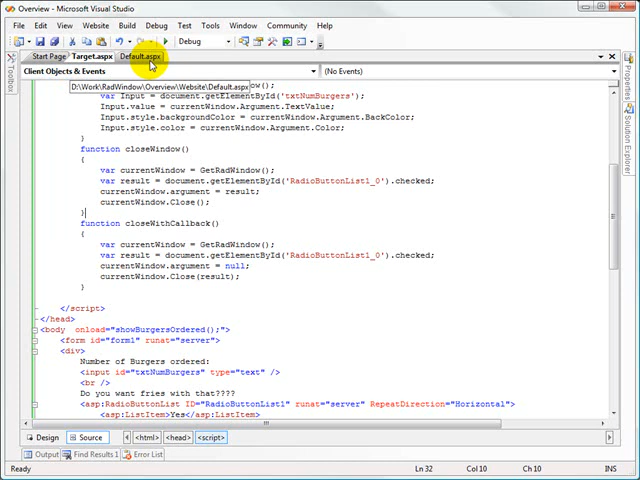 Overview - Microsoft Visual Studio
File Edit View Website Build Debug Test Tools Window Community Help
Debug
Start Page Target.aspx Default.aspx
Client Objects & Events (No Events)
D:\Work\RadWindow\Overview\Website\Default.aspx
var Input = document.getElementById('txtNumBurgers');
Input.value = currentWindow.Argument.TextValue;
Input.style.backgroundColor = currentWindow.Argument.BackColor;
Input.style.color = currentWindow.Argument.Color;
}
function closeWindow()
{
var currentWindow = GetRadWindow();
var result = document.getElementById('RadioButtonList1_0').checked;
currentWindow.argument = result;
currentWindow.Close();
}
function closeWithCallback()
{
var currentWindow = GetRadWindow();
var result = document.getElementById('RadioButtonList1_0').checked;
currentWindow.argument = null;
currentWindow.Close(result);
}
</script>
</head>
<body onload="showBurgersOrdered();">
<form id="form1" runat="server">
<div>
Number of Burgers ordered:
<input id="txtNumBurgers" type="text" />
<br />
Do you want fries with that????
<asp:RadioButtonList ID="RadioButtonList1" runat="server" RepeatDirection="Horizontal">
<asp:ListItem>Yes</asp:ListItem>
Design Source <html> <head> <script>
Output Find Results 1 Error List
Ready Ln 32 Col 10 Ch 10 INS
Toolbox
Properties
Solution Explorer